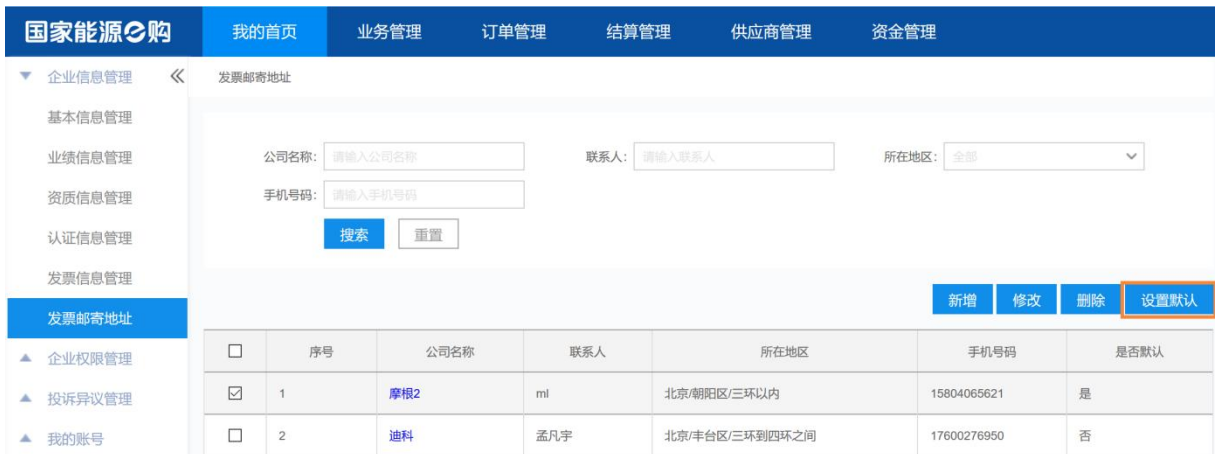 国家能源e购 我的首页 业务管理 订单管理 结算管理 供应商管理 资金管理
企业信息管理 发票邮寄地址
基本信息管理
业绩信息管理 公司名称: 请输入公司名称 联系人: 请输入联系人 所在地区: 全部
资质信息管理 手机号码: 请输入手机号码
认证信息管理 搜索 重置
发票信息管理
新增 修改 删除 设置默认
发票邮寄地址
企业权限管理 序号 公司名称 联系人 所在地区 手机号码 是否默认
投诉异议管理 1 摩根2 ml 北京/朝阳区/三环以内 15804065621 是
我的账号 2 迪科 孟凡宇 北京/丰台区/三环到四环之间 17600276950 否